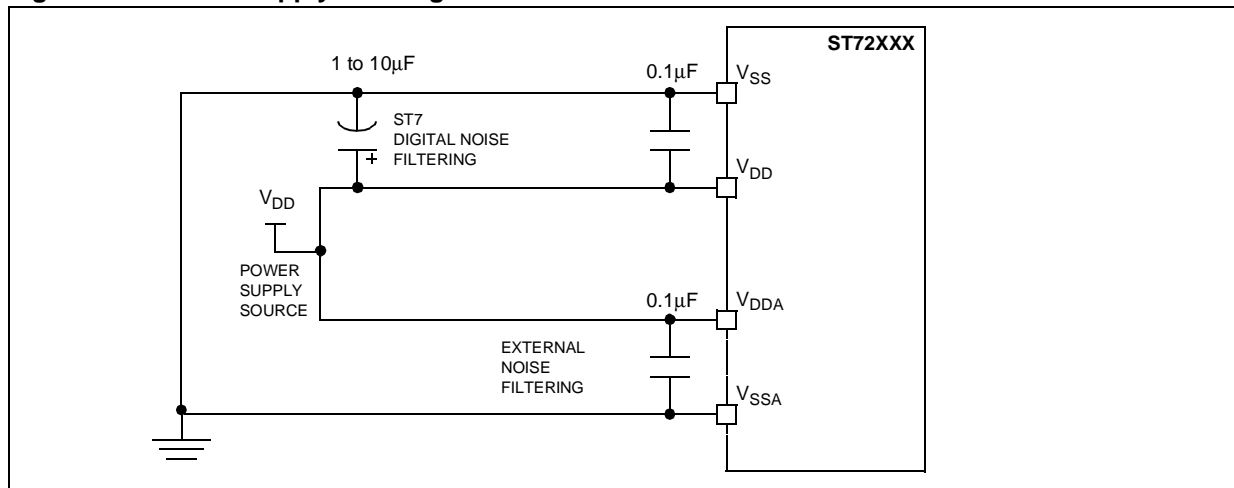 ST72XXX
1 to 10μF
0.1μF
VSS
ST7
DIGITAL NOISE
FILTERING
+
VDD
VDD
POWER
SUPPLY
SOURCE
0.1μF
VDDA
EXTERNAL
NOISE
FILTERING
VSSA